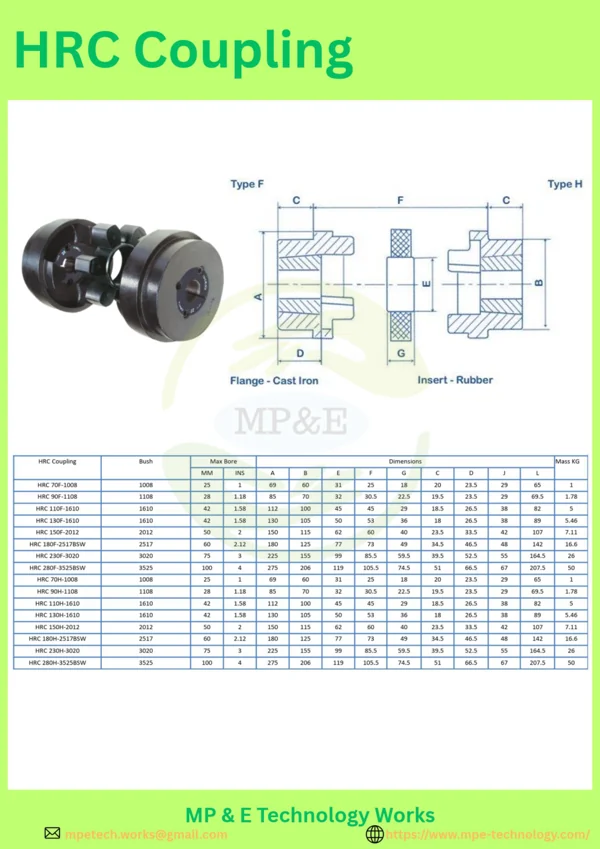 HRC Coupling
Type F
Type H
C F C
A E B
D G
Flange - Cast Iron
Insert - Rubber
MP&E
HRC Coupling Bush Max Bore Dimensions Mass KG
MM INS A B E F G C D J L
HRC 70F-1008 1008 25 1 69 60 31 25 18 20 23.5 29 65 1
HRC 90F-1108 1108 28 1.18 85 70 32 30.5 22.5 19.5 23.5 29 69.5 1.78
HRC 110F-1610 1610 42 1.58 112 100 45 45 29 18.5 26.5 38 82 5
HRC 130F-1610 1610 42 1.58 130 105 50 53 36 18 26.5 38 89 5.46
HRC 150F-2012 2012 50 2 150 115 62 60 40 23.5 33.5 42 107 7.11
HRC 180F-2517BSW 2517 60 2.12 180 125 77 73 49 34.5 46.5 48 142 16.6
HRC 230F-3020 3020 75 3 225 155 99 85.5 59.5 39.5 52.5 55 164.5 26
HRC 280F-3525BSW 3525 100 4 275 206 119 105.5 74.5 51 66.5 67 207.5 50
HRC 70H-1008 1008 25 1 69 60 31 25 18 20 23.5 29 65 1
HRC 90H-1108 1108 28 1.18 85 70 32 30.5 22.5 19.5 23.5 29 69.5 1.78
HRC 110H-1610 1610 42 1.58 112 100 45 45 29 18.5 26.5 38 82 5
HRC 130H-1610 1610 42 1.58 130 105 50 53 36 18 26.5 38 89 5.46
HRC 150H-2012 2012 50 2 150 115 62 60 40 23.5 33.5 42 107 7.11
HRC 180H-2517BSW 2517 60 2.12 180 125 77 73 49 34.5 46.5 48 142 16.6
HRC 230H-3020 3020 75 3 225 155 99 85.5 59.5 39.5 52.5 55 164.5 26
HRC 280H-3525BSW 3525 100 4 275 206 119 105.5 74.5 51 66.5 67 207.5 50
MP & E Technology Works
mpetech.works@gmail.com
https://www.mpe-technology.com/